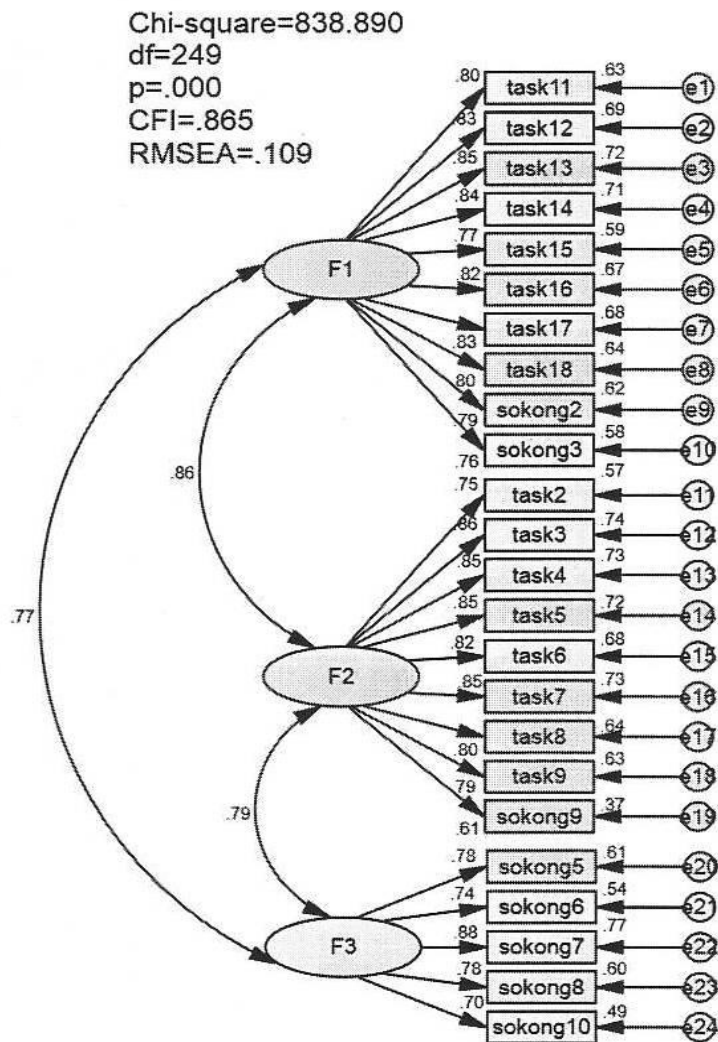 Chi-square=838.890
df=249
p=.000
CFI=.865
RMSEA=.109
.80 task11 .63 e1
.83 task12 .69 e2
.85 task13 .72 e3
.84 task14 .71 e4
.77 task15 .59 e5
F1
.82 task16 .67 e6
task17 .68 e7
.83 task18 .64 e8
.80 sokong2 .62 e9
.79 sokong3 .58 e10
.76
.86
.75 task2 .57 e11
.86 task3 .74 e12
.85 task4 .73 e13
.77
.85 task5 .72 e14
.82 task6 .68 e15
F2
.85 task7 .73 e16
task8 .64 e17
.80 task9 .63 e18
.79 sokong9 .37 e19
.61
.79
.78 sokong5 .61 e20
.74 sokong6 .54 e21
F3
.88 sokong7 .77 e22
.78 sokong8 .60 e23
.70 sokong10 .49 e24